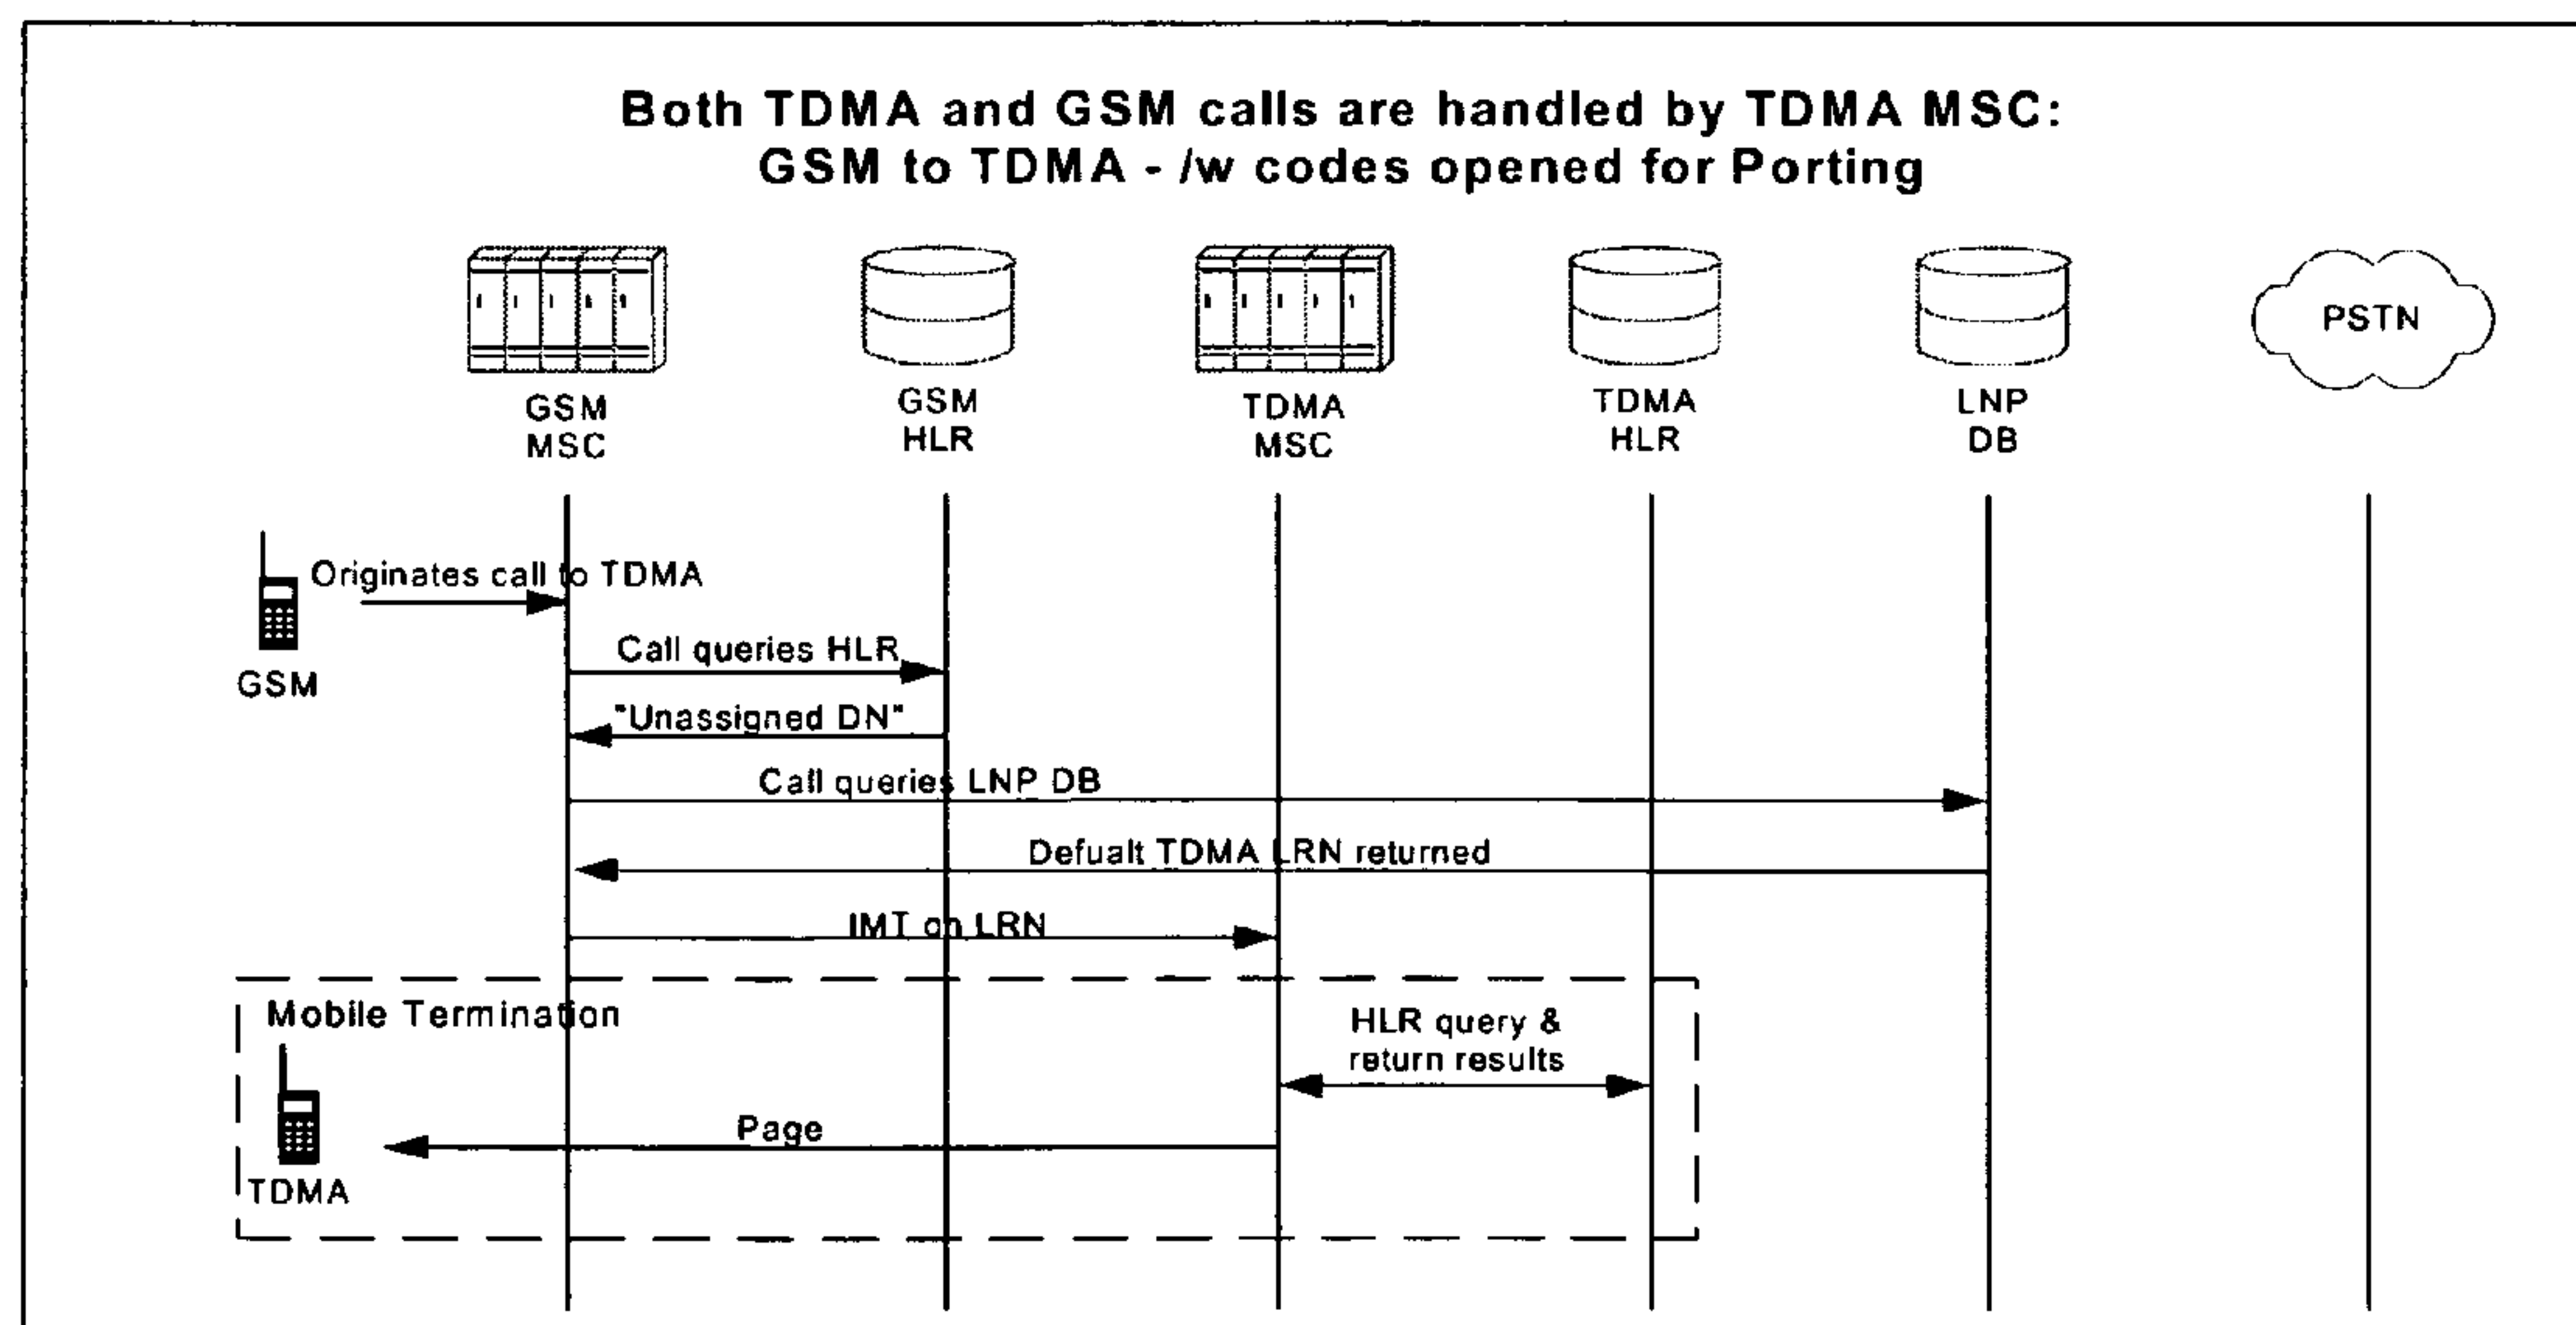 Both TDMA and GSM calls are handled by TDMA MSC:
GSM to TDMA - /w codes opened for Porting
GSM
MSC
GSM
HLR
TDMA
MSC
TDMA
HLR
LNP
DB
PSTN
Originates call to TDMA
GSM
Call queries HLR
"Unassigned DN"
Call queries LNP DB
Defualt TDMA LRN returned
IMT on LRN
Mobile Termination
HLR query &
return results
Page
TDMA